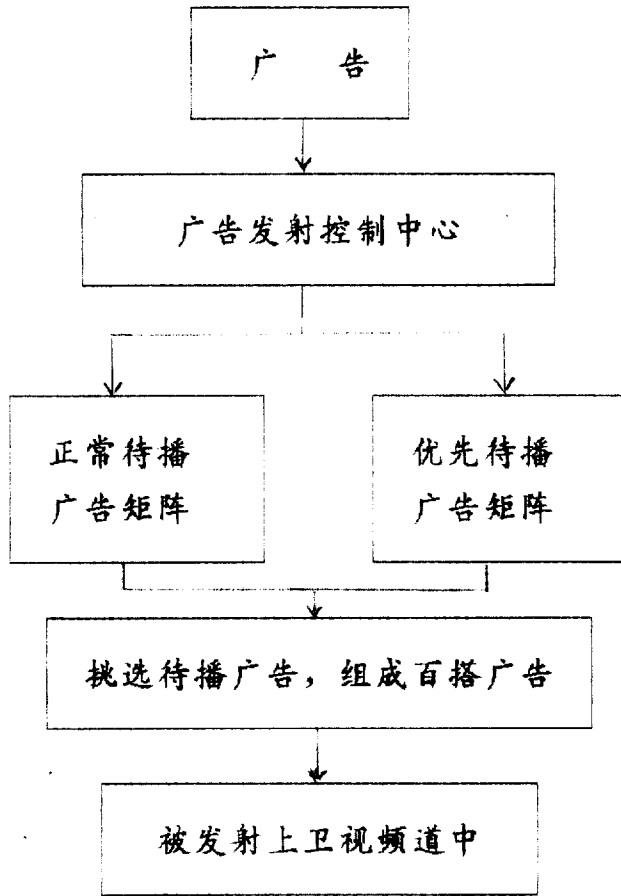 广 告
广告发射控制中心
正常待播
广告矩阵
优先待播
广告矩阵
挑选待播广告，组成百搭广告
被发射上卫视频道中